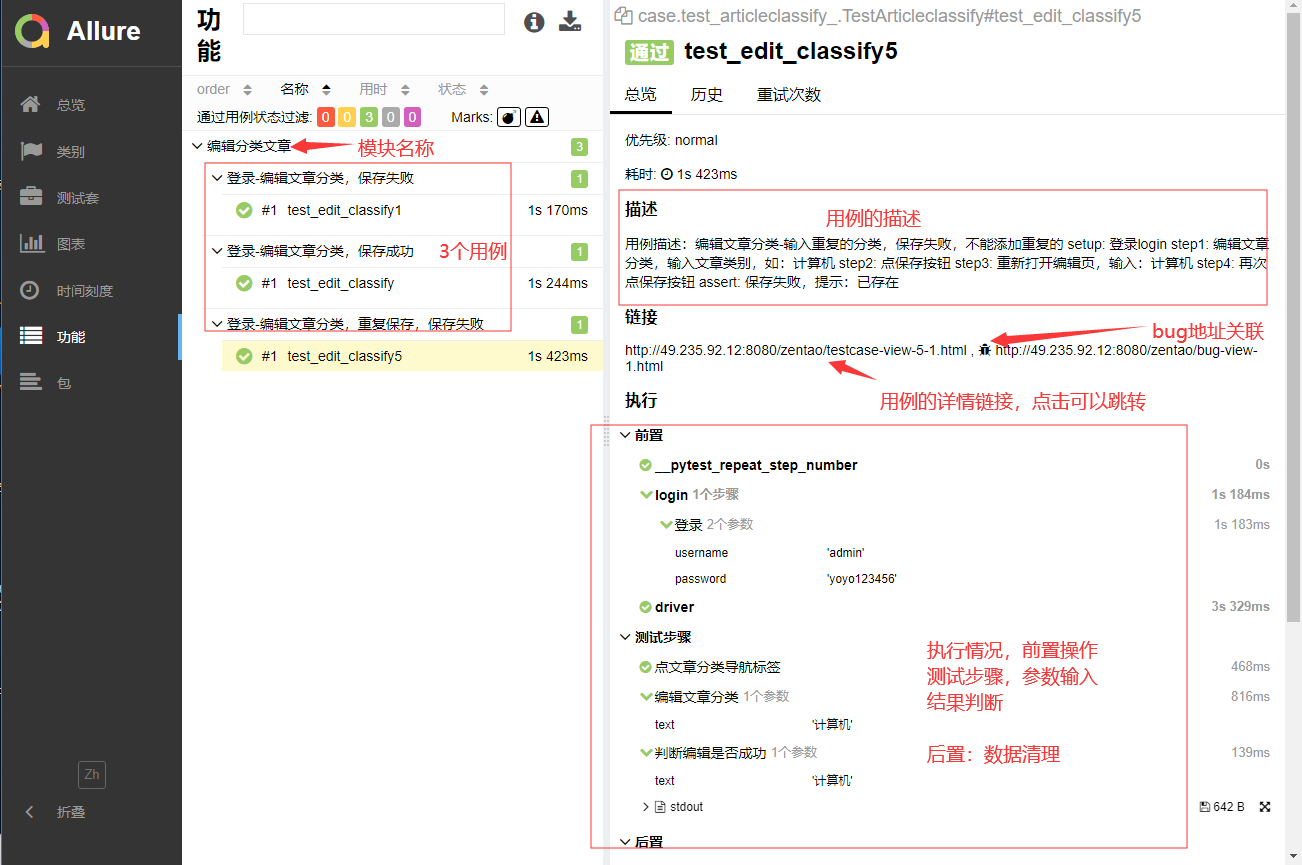 Allure
总览
类别
测试套
图表
时间刻度
功能
包
Zh
折叠
功能
order 名称 用时 状态
通过用例状态过滤: 0 0 3 0 0 Marks:
编辑分类文章 3
模块名称
登录-编辑文章分类，保存失败 1
#1 test_edit_classify1 1s 170ms
登录-编辑文章分类，保存成功 1
3个用例
#1 test_edit_classify 1s 244ms
登录-编辑文章分类，重复保存，保存失败 1
#1 test_edit_classify5 1s 423ms
case.test_articleclassify_.TestArticleclassify#test_edit_classify5
通过 test_edit_classify5
总览 历史 重试次数
优先级: normal
耗时: 1s 423ms
描述
用例的描述
用例描述：编辑文章分类-输入重复的分类，保存失败，不能添加重复的 setup: 登录login step1: 编辑文章
分类，输入文章类别，如：计算机 step2: 点保存按钮 step3: 重新打开编辑页，输入：计算机 step4: 再次
点保存按钮 assert: 保存失败，提示：已存在
链接
bug地址关联
http://49.235.92.12:8080/zentao/testcase-view-5-1.html , http://49.235.92.12:8080/zentao/bug-view-
1.html
用例的详情链接，点击可以跳转
执行
前置
__pytest_repeat_step_number 0s
login 1个步骤 1s 184ms
登录 2个参数 1s 183ms
username 'admin'
password 'yoyo123456'
driver 3s 329ms
测试步骤
点文章分类导航标签 468ms
编辑文章分类 1个参数 816ms
text '计算机'
判断编辑是否成功 1个参数 139ms
text '计算机'
stdout 642 B
执行情况，前置操作
测试步骤，参数输入
结果判断
后置：数据清理
后置